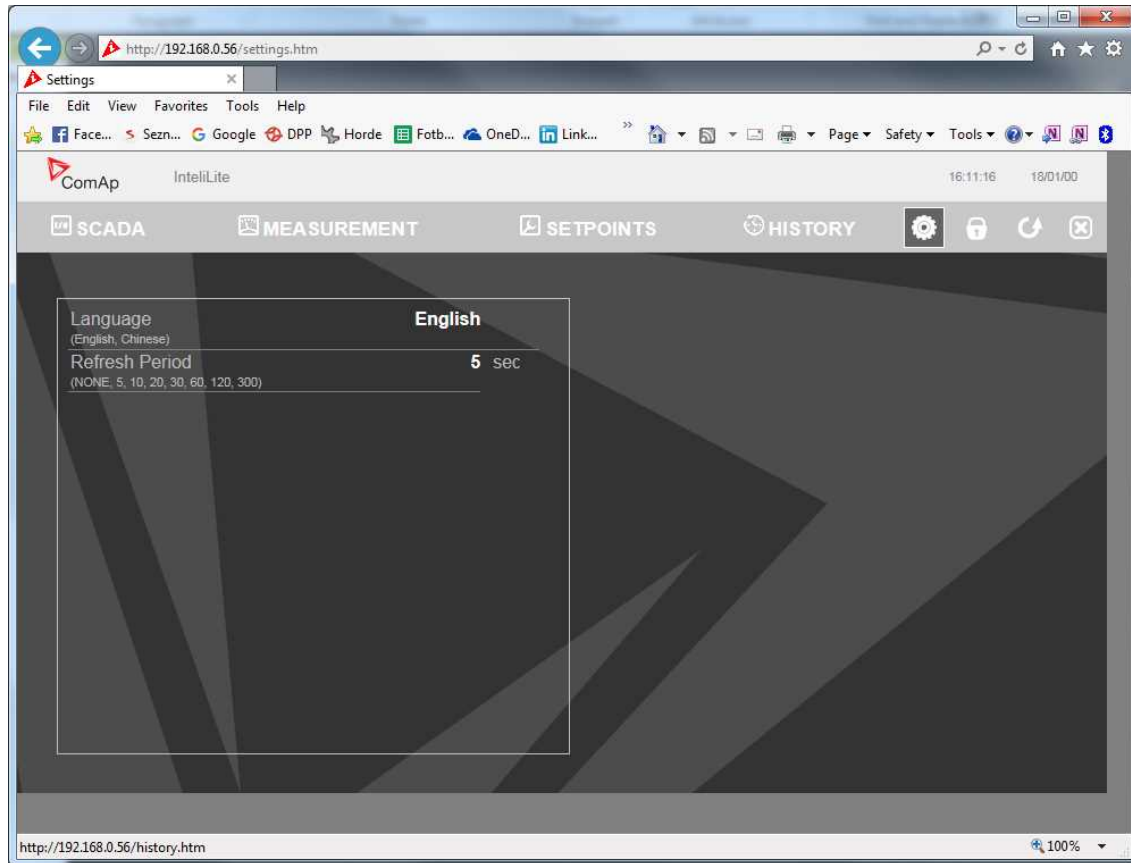 http://192.168.0.56/settings.htm
Settings
File Edit View Favorites Tools Help
Face... Sezn... Google DPP Horde Fotb... OneD... Link... Page Safety Tools
ComAp InteliLite 16:11:16 18/01/00
SCADA MEASUREMENT SETPOINTS HISTORY
Language English
(English, Chinese)
Refresh Period 5 sec
(NONE, 5, 10, 20, 30, 60, 120, 300)
http://192.168.0.56/history.htm 100%